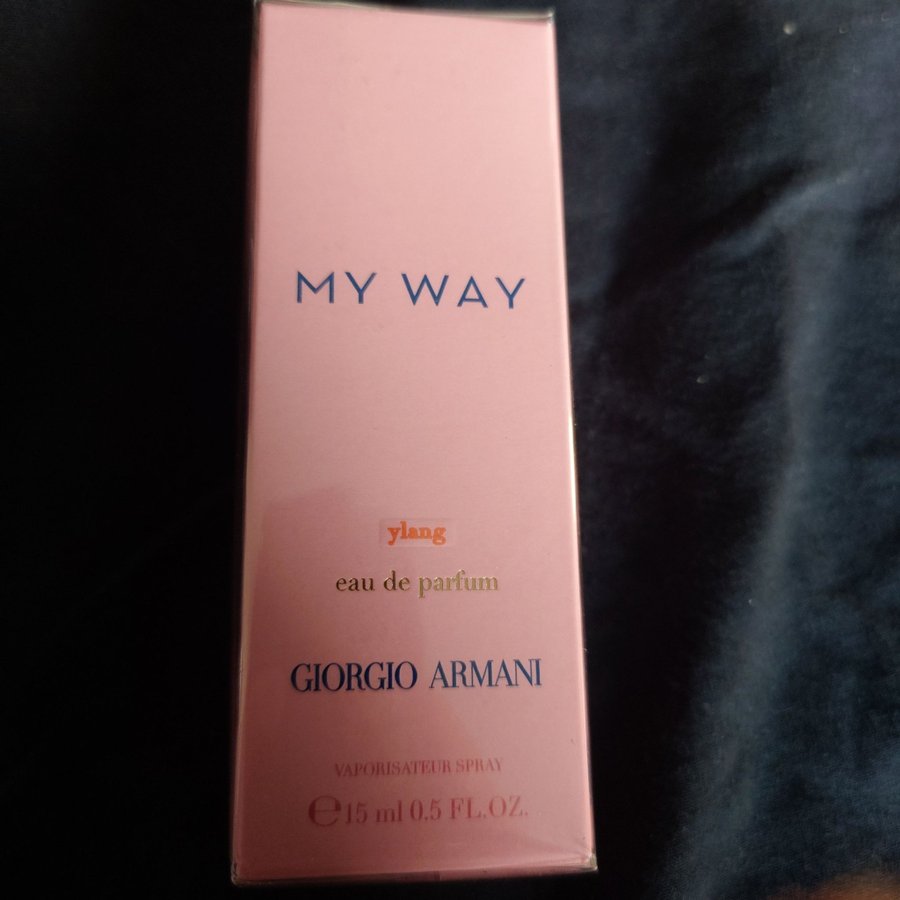 MY WAY
ylang
eau de parfum
GIORGIO ARMANI
VAPORISATEUR SPRAY
℮15 ml 0.5 FL.OZ.